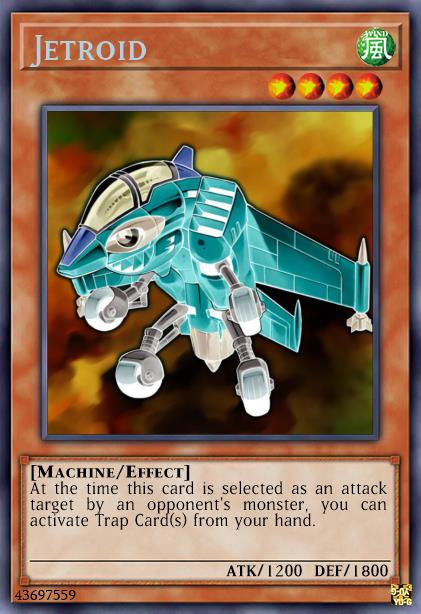 Jetroid
WIND
風
[Machine/Effect]
At the time this card is selected as an attack
target by an opponent's monster, you can
activate Trap Card(s) from your hand.
ATK/1200 DEF/1800
43697559